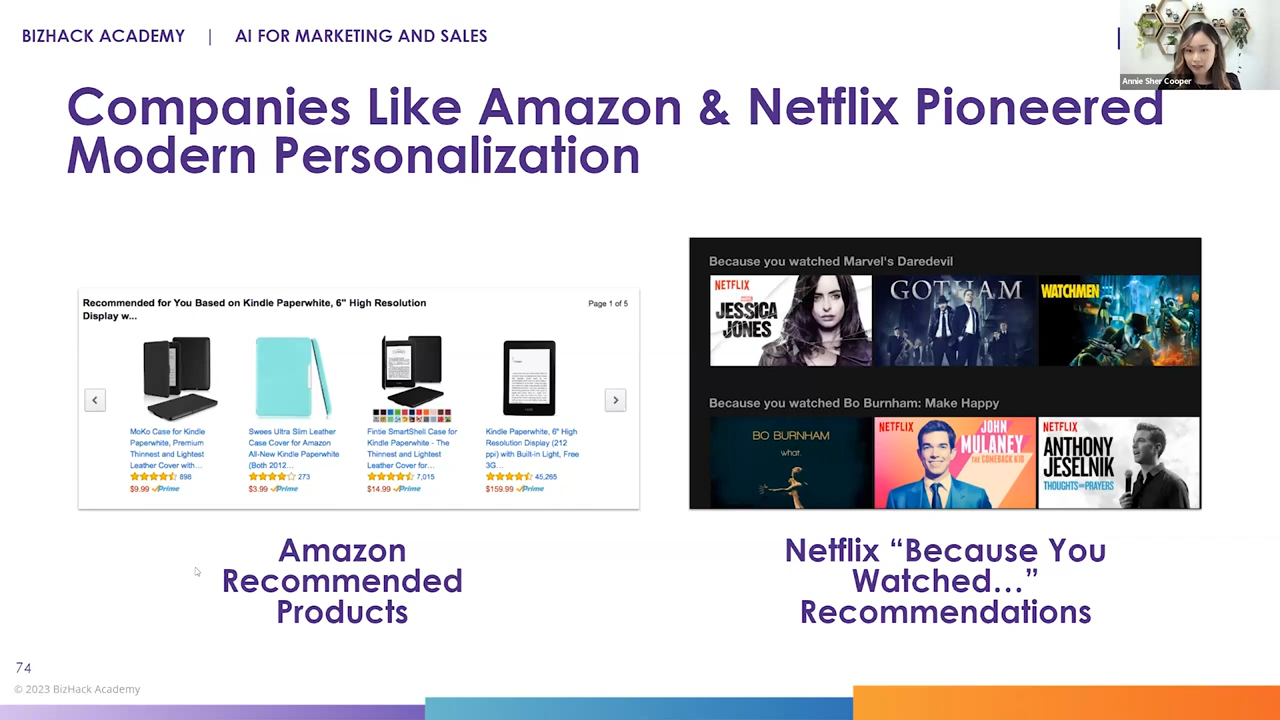 BIZHACK ACADEMY | AI FOR MARKETING AND SALES
Annie Sher Cooper
Companies Like Amazon & Netflix Pioneered
Modern Personalization
Recommended for You Based on Kindle Paperwhite, 6" High Resolution
Display w...
Page 1 of 5
MoKo Case for Kindle
Paperwhite, Premium
Thinnest and Lightest
Leather Cover with...
898
$9.99 Prime
Swees Ultra Slim Leather
Case Cover for Amazon
All-New Kindle Paperwhite
(Both 2012...
273
$3.99 Prime
Fintie SmartShell Case for
Kindle Paperwhite - The
Thinnest and Lightest
Leather Cover for...
7,015
$14.99 Prime
Kindle Paperwhite, 6" High
Resolution Display (212
ppi) with Built-in Light, Free
3G...
45,265
$159.99 Prime
Because you watched Marvel's Daredevil
NETFLIX
MARVEL
JESSICA
JONES
GOTHAM
WATCHMEN
Because you watched Bo Burnham: Make Happy
BO BURNHAM
what.
NETFLIX
JOHN
MULANEY
THE COMEBACK KID
NETFLIX
ANTHONY
JESELNIK
THOUGHTS AND PRAYERS
Amazon
Recommended
Products
Netflix “Because You
Watched...”
Recommendations
74
© 2023 BizHack Academy